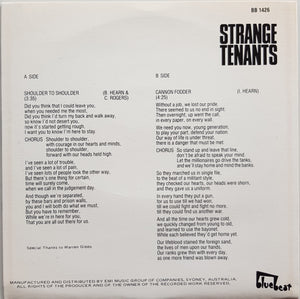 BB 1426
STRANGE
TENANTS
A SIDE
SHOULDER TO SHOULDER (B. HEARN &
(3:35) C. ROGERS)
Did you think that I could leave you,
when you needed me the most,
Did you think I'd turn my back and walk away,
so know I'd not desert you,
now it's started getting rough
I want you to know I'm here to stay
CHORUS Shoulder to shoulder
with courage in our hearts and minds,
shoulder to shoulder
forward with our heads held high
I've seen a lot of troubles,
and I've seen a lot of pain.
I've seen lots of people look the other way,
But there's one thing for certain,
time will surely come,
when we call in the judgement day.
And though we're separated,
by these bars and prison walls,
you and I will both do what we must.
But you have to remember,
While we're in here for you,
That you are all out there for us.
Special Thanks to Warren Gibbs
B SIDE
CANNON FODDER (I. HEARN)
(4:25)
Without a job, we lost our pride,
There seemed to us no end in sight.
Then overnight, up went the call,
in every paper, on every wall.
We need you now, young generation,
to play your part, defend your nation.
Our way of life is under threat,
there is a danger that must be met.
CHORUS So stand up and leave that line,
don't be afraid to speak your mind.
Let the millionaires go drive the tanks,
and we'll stay home and mind the banks.
So they marched us in single file,
to the beat of a militant style,
they checked our hearts, our heads were shorn,
and they gave us a uniform.
In every hand they put a gun,
for us to use till we had won,
till we could fight and fight no more,
till they could find us another war.
And all the time our hearts grew cold,
we quickly changed from young to old,
and learned to use the bayonet.
While each believed they'd get home yet.
Our lifeblood stained the foreign sand,
the lives of men upon our hands,
Our ranks grew thin with every day,
as one more friend was blown away.
MANUFACTURED AND DISTRIBUTED BY EMI MUSIC GROUP OF COMPANIES, SYDNEY, AUSTRALIA.
ALL RIGHTS OF THE PRODUCER AND OF THE OWNER OF THE RECORDED WORK RESERVED.
blue beat